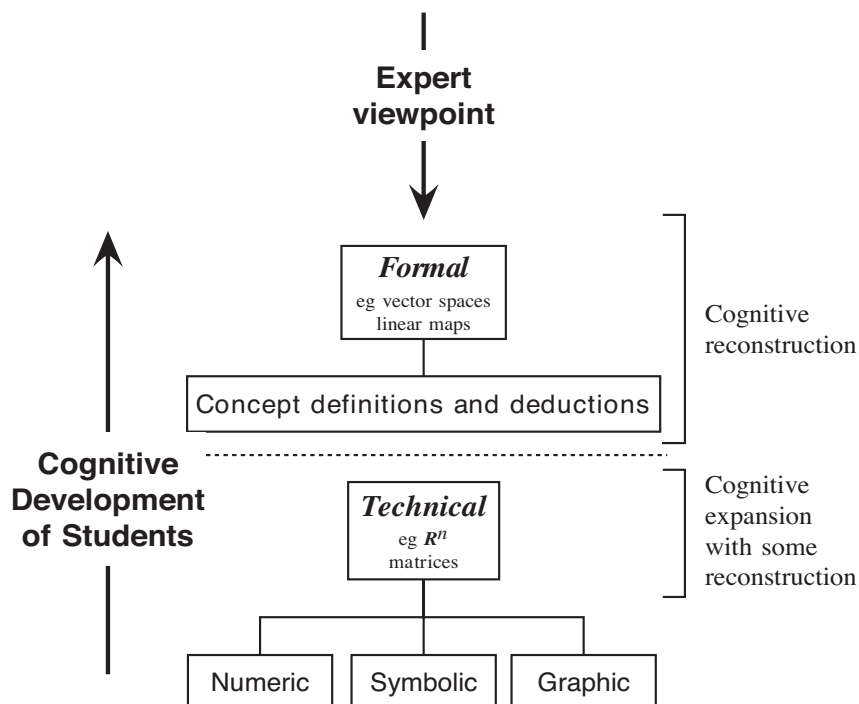 Expert
viewpoint
Formal
eg vector spaces
linear maps
Cognitive
reconstruction
Concept definitions and deductions
Cognitive
Development
of Students
Technical
eg Rⁿ
matrices
Cognitive
expansion
with some
reconstruction
Numeric
Symbolic
Graphic